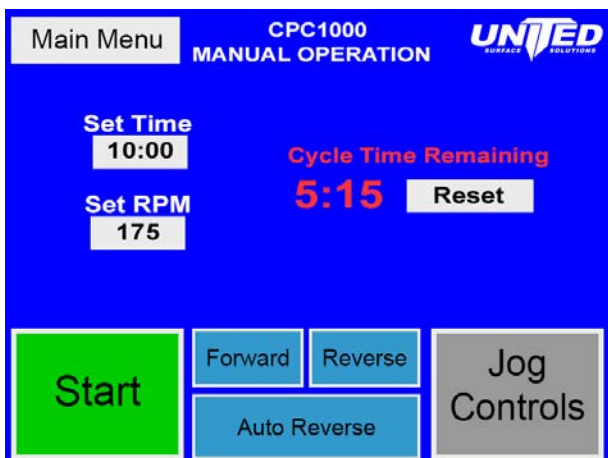 Main Menu
CPC1000
MANUAL OPERATION
UNITED
SURFACE SOLUTIONS
Set Time
10:00
Cycle Time Remaining
5:15
Reset
Set RPM
175
Start
Forward
Reverse
Auto Reverse
Jog
Controls